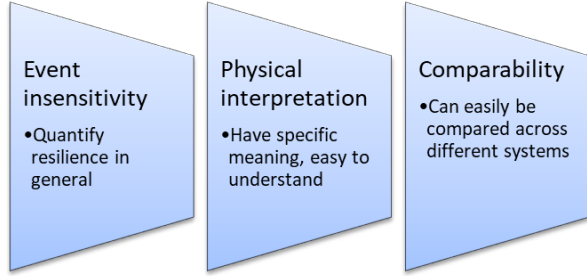 Event
insensitivity
•Quantify
resilience in
general
Physical
interpretation
•Have specific
meaning, easy to
understand
Comparability
•Can easily be
compared across
different systems